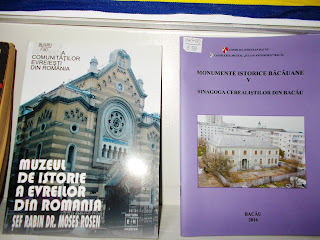 A
COMUNITĂȚILOR
EVREIEȘTI
DIN ROMÂNIA
MUZEUL
DE ISTORIE
A EVREILOR
DIN ROMANIA
ȘEF RABIN DR. MOSES ROSEN
MONUMENTE ISTORICE BĂCĂUANE
V
SINAGOGA CEREALIȘTILOR DIN BACĂU
BACĂU
2016